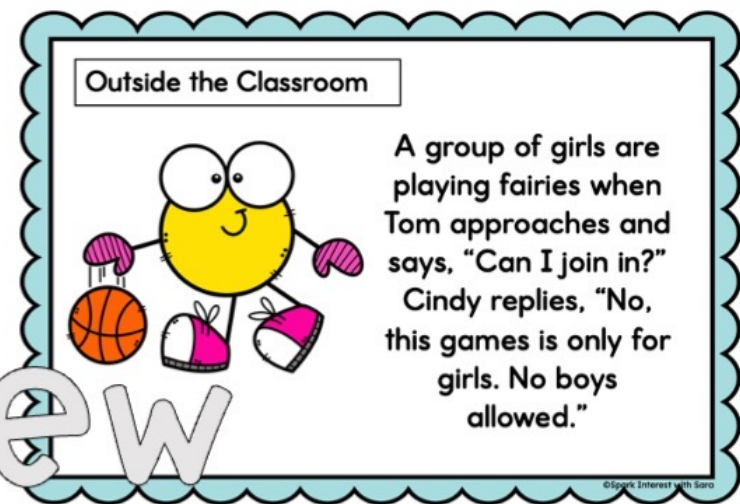 Outside the Classroom
A group of girls are
playing fairies when
Tom approaches and
says, “Can I join in?”
Cindy replies, “No,
this games is only for
girls. No boys
allowed.”
ew
©Spark Interest with Sara